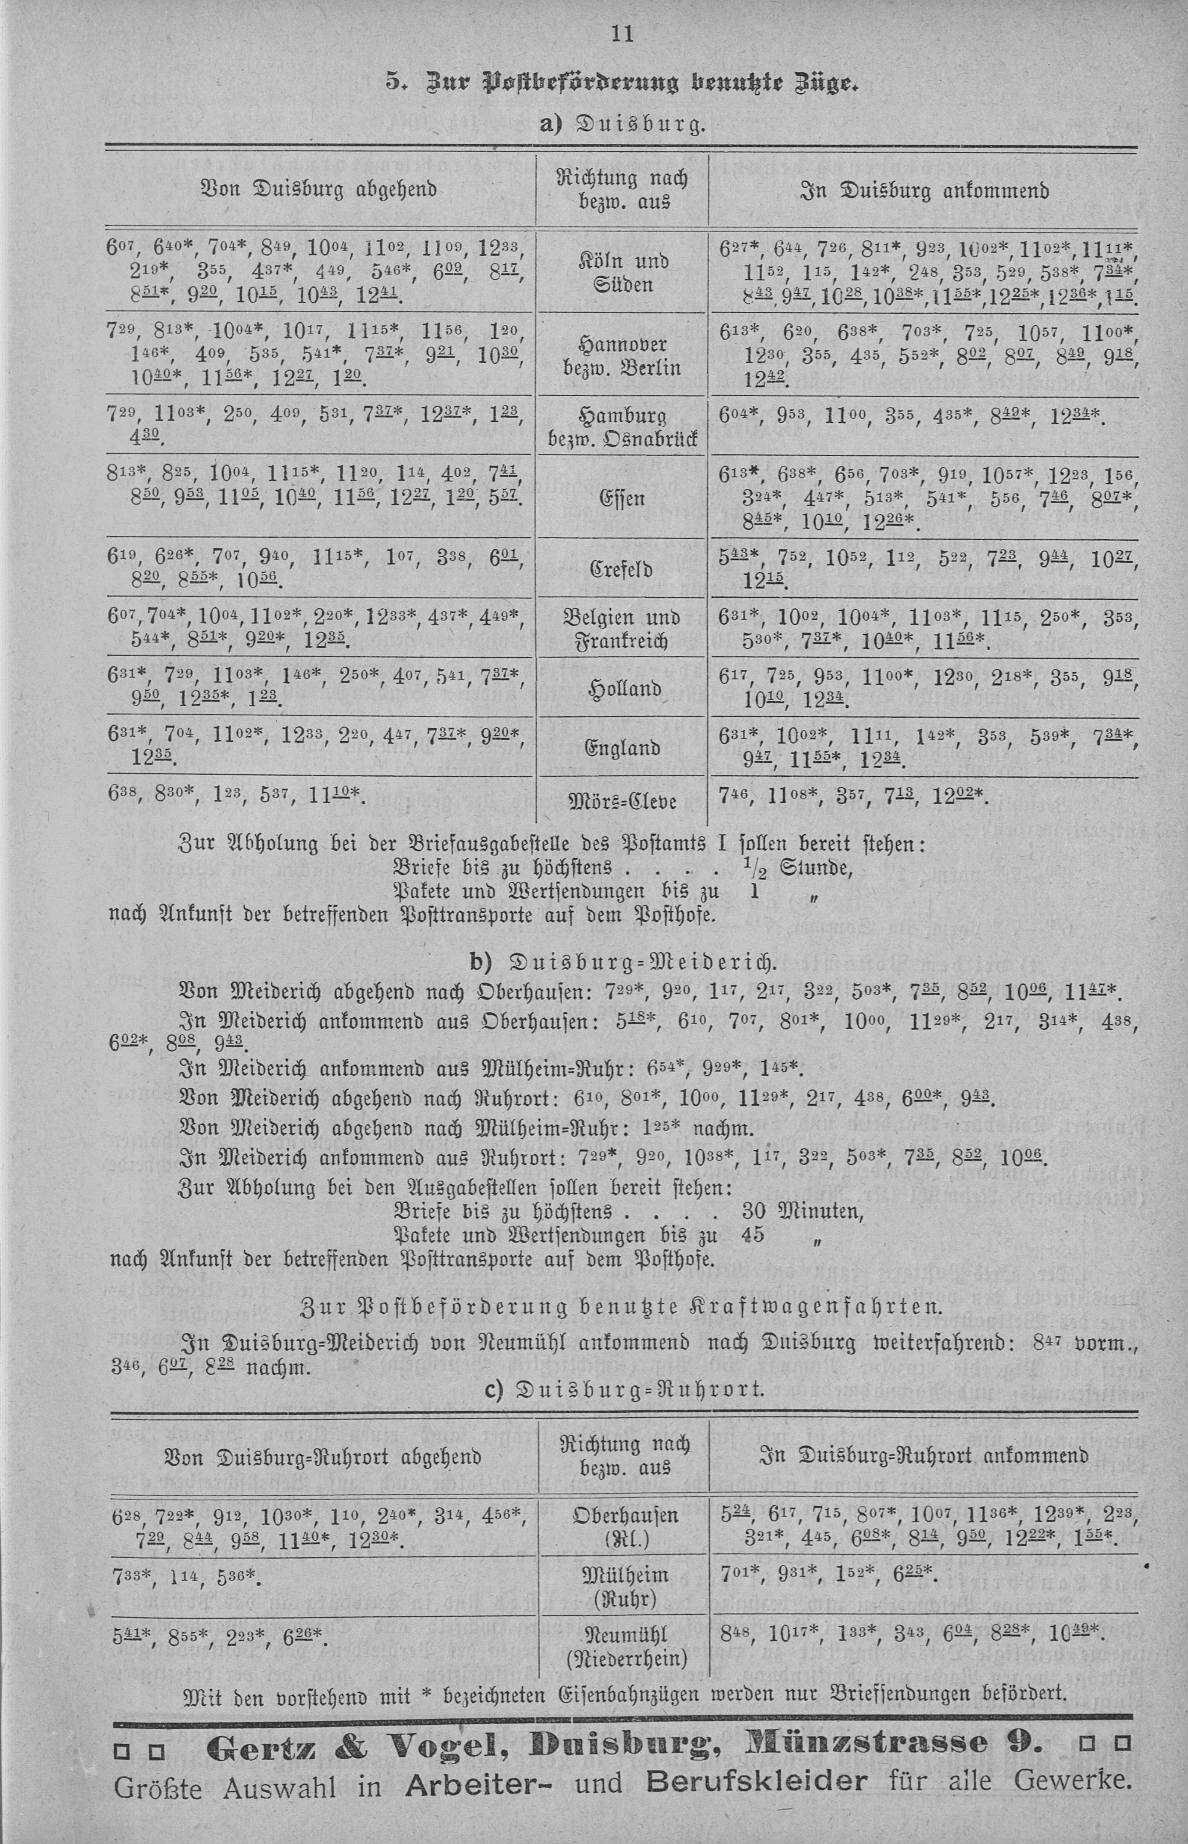 11
5. Zur Postbeförderung benutzte Züge.
a) Duisburg.
Von Duisburg abgehend
Richtung nach
bezw. aus
In Duisburg ankommend
6⁰⁷, 6⁴⁰*, 7⁰⁴*, 8⁴⁹, 10⁰⁴, 11⁰², 11⁰⁹, 12³³,
2¹⁹*, 3⁵⁵, 4³⁷*, 4⁴⁹, 5⁴⁶*, 6⁰⁹, 8¹⁷,
8⁵¹*, 9²⁰, 10¹⁵, 10⁴³, 12⁴¹.
Köln und
Süden
6²⁷*, 6⁴⁴, 7²⁶, 8¹¹*, 9²³, 10⁰²*, 11⁰²*, 11¹¹*,
11⁵², 1¹⁵, 1⁴²*, 2⁴⁸, 3⁵³, 5²⁹, 5³⁸*, 7³⁴*,
8⁴³, 9⁴⁷, 10²⁸, 10³⁸*, 11⁵⁵*, 12²⁵*, 12³⁶*, 1¹⁵.
7²⁹, 8¹³*, 10⁰⁴*, 10¹⁷, 11¹⁵*, 11⁵⁶, 1²⁰,
1⁴⁶*, 4⁰⁹, 5³⁵, 5⁴¹*, 7³⁷*, 9²¹, 10³⁰,
10⁴⁰*, 11⁵⁶*, 12²⁷, 1²⁰.
Hannover
bezw. Berlin
6¹³*, 6²⁰, 6³⁸*, 7⁰³*, 7²⁵, 10⁵⁷, 11⁰⁰*,
12³⁰, 3⁵⁵, 4³⁵, 5⁵²*, 8⁰², 8⁰⁷, 8⁴⁹, 9¹⁸,
12⁴².
7²⁹, 11⁰³*, 2⁵⁰, 4⁰⁹, 5³¹, 7³⁷*, 12³⁷*, 1²³,
4³⁰.
Hamburg
bezw. Osnabrück
6⁰⁴*, 9⁵³, 11⁰⁰, 3⁵⁵, 4³⁵*, 8⁴⁹*, 12³⁴*.
8¹³*, 8²⁵, 10⁰⁴, 11¹⁵*, 11²⁰, 1¹⁴, 4⁰², 7⁴¹,
8⁵⁰, 9⁵³, 11⁰⁵, 10⁴⁰, 11⁵⁶, 12²⁷, 1²⁰, 5⁵⁷.
Essen
6¹³*, 6³⁸*, 6⁵⁶, 7⁰³*, 9¹⁹, 10⁵⁷*, 12²³, 1⁵⁶,
3²⁴*, 4⁴⁷*, 5¹³*, 5⁴¹*, 5⁵⁶, 7⁴⁶, 8⁰⁷*,
8⁴⁵*, 10¹⁰, 12²⁶*.
6¹⁹, 6²⁶*, 7⁰⁷, 9⁴⁰, 11¹⁵*, 1⁰⁷, 3³⁸, 6⁰¹,
8²⁰, 8⁵⁵*, 10⁵⁶.
Crefeld
5⁴³*, 7⁵², 10⁵², 1¹², 5²², 7²³, 9⁴⁴, 10²⁷,
12¹⁵.
6⁰⁷, 7⁰⁴*, 10⁰⁴, 11⁰²*, 2²⁰*, 12³³*, 4³⁷*, 4⁴⁹*,
5⁴⁴*, 8⁵¹*, 9²⁰*, 12³⁵.
Belgien und
Frankreich
6³¹*, 10⁰², 10⁰⁴*, 11⁰³*, 11¹⁵, 2⁵⁰*, 3⁵³,
5³⁰*, 7³⁷*, 10⁴⁰*, 11⁵⁶*.
6³¹*, 7²⁹, 11⁰³*, 1⁴⁶*, 2⁵⁰*, 4⁰⁷, 5⁴¹, 7³⁷*,
9⁵⁰, 12³⁵*, 1²³.
Holland
6¹⁷, 7²⁵, 9⁵³, 11⁰⁰*, 12³⁰, 2¹⁸*, 3⁵⁵, 9¹⁸,
10¹⁰, 12³⁴.
6³¹*, 7⁰⁴, 11⁰²*, 12³³, 2²⁰, 4⁴⁷, 7³⁷*, 9²⁰*,
12³⁵.
England
6³¹*, 10⁰²*, 11¹¹, 1⁴²*, 3⁵³, 5³⁹*, 7³⁴*,
9⁴⁷, 11⁵⁵*, 12³⁴.
6³⁸, 8³⁰*, 1²³, 5³⁷, 11¹⁰*.
Mörs=Cleve
7⁴⁶, 11⁰⁸*, 3⁵⁷, 7¹³, 12⁰²*.
Zur Abholung bei der Briefausgabestelle des Postamts I sollen bereit stehen:
Briefe bis zu höchstens . . . . 1/2 Stunde,
Pakete und Wertsendungen bis zu 1 „
nach Ankunft der betreffenden Posttransporte auf dem Posthofe.
b) Duisburg=Meiderich.
Von Meiderich abgehend nach Oberhausen: 7²⁹*, 9²⁰, 1¹⁷, 2¹⁷, 3²², 5⁰³*, 7³⁵, 8⁵², 10⁰⁶, 11⁴⁷*.
In Meiderich ankommend aus Oberhausen: 5¹⁸*, 6¹⁰, 7⁰⁷, 8⁰¹*, 10⁰⁰, 11²⁹*, 2¹⁷, 3¹⁴*, 4³⁸,
6⁰²*, 8⁰⁸, 9⁴³.
In Meiderich ankommend aus Mülheim=Ruhr: 6⁵⁴*, 9²⁹*, 1⁴⁵*.
Von Meiderich abgehend nach Ruhrort: 6¹⁰, 8⁰¹*, 10⁰⁰, 11²⁹*, 2¹⁷, 4³⁸, 6⁰⁰*, 9⁴³.
Von Meiderich abgehend nach Mülheim=Ruhr: 1²⁵* nachm.
In Meiderich ankommend aus Ruhrort: 7²⁹*, 9²⁰, 10³⁸*, 1¹⁷, 3²², 5⁰³*, 7³⁵, 8⁵², 10⁰⁶.
Zur Abholung bei den Ausgabestellen sollen bereit stehen:
Briefe bis zu höchstens . . . . 30 Minuten,
Pakete und Wertsendungen bis zu 45 „
nach Ankunft der betreffenden Posttransporte auf dem Posthofe.
Zur Postbeförderung benutzte Kraftwagenfahrten.
In Duisburg=Meiderich von Neumühl ankommend nach Duisburg weiterfahrend: 8⁴⁷ vorm.,
3⁴⁶, 6⁰⁷, 8²⁸ nachm.
c) Duisburg=Ruhrort.
Von Duisburg=Ruhrort abgehend
Richtung nach
bezw. aus
In Duisburg=Ruhrort ankommend
6²⁸, 7²²*, 9¹², 10³⁰*, 1¹⁰, 2⁴⁰*, 3¹⁴, 4⁵⁶*,
7²⁹, 8⁴⁴, 9⁵⁸, 11⁴⁰*, 12³⁰*.
Oberhausen
(Rl.)
5²⁴, 6¹⁷, 7¹⁵, 8⁰⁷*, 10⁰⁷, 11³⁶*, 12³⁹*, 2²³,
3²¹*, 4⁴⁵, 6⁰⁸*, 8¹⁴, 9⁵⁰, 12²²*, 1⁵⁵*.
7³³*, 1¹⁴, 5³⁶*.
Mülheim
(Ruhr)
7⁰¹*, 9³¹*, 1⁵²*, 6²⁵*.
5⁴¹*, 8⁵⁵*, 2²³*, 6²⁶*.
Neumühl
(Niederrhein)
8⁴⁸, 10¹⁷*, 1³³*, 3⁴³, 6⁰⁴, 8²⁸*, 10⁴⁹*.
Mit den vorstehend mit * bezeichneten Eisenbahnzügen werden nur Briefsendungen befördert.
Gertz & Vogel, Duisburg, Münzstrasse 9.
Größte Auswahl in Arbeiter- und Berufskleider für alle Gewerke.